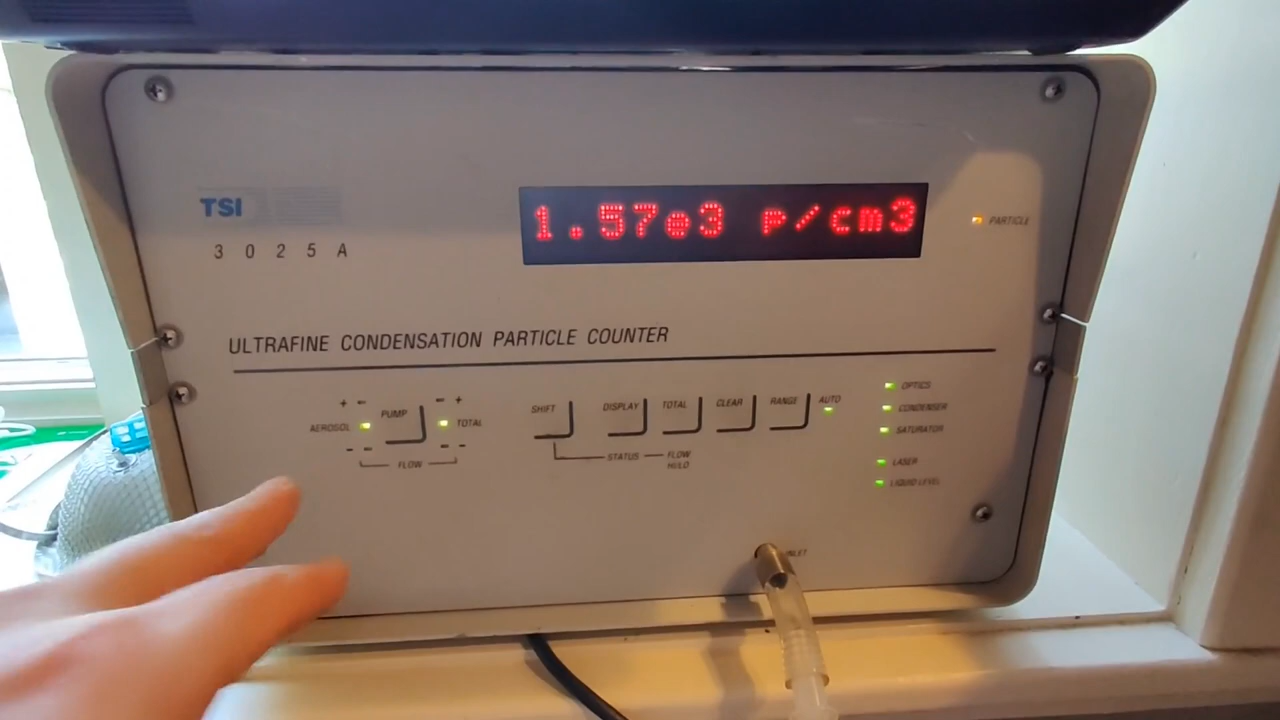 TSI
3025A
1.57e3 p/cm3
PARTICLE
ULTRAFINE CONDENSATION PARTICLE COUNTER
+ - - +
AEROSOL PUMP TOTAL
- - - -
FLOW
SHIFT DISPLAY TOTAL CLEAR RANGE AUTO
STATUS FLOW
HOLD
OPTICS
CONDENSER
SATURATOR
LASER
LIQUID LEVEL
INLET